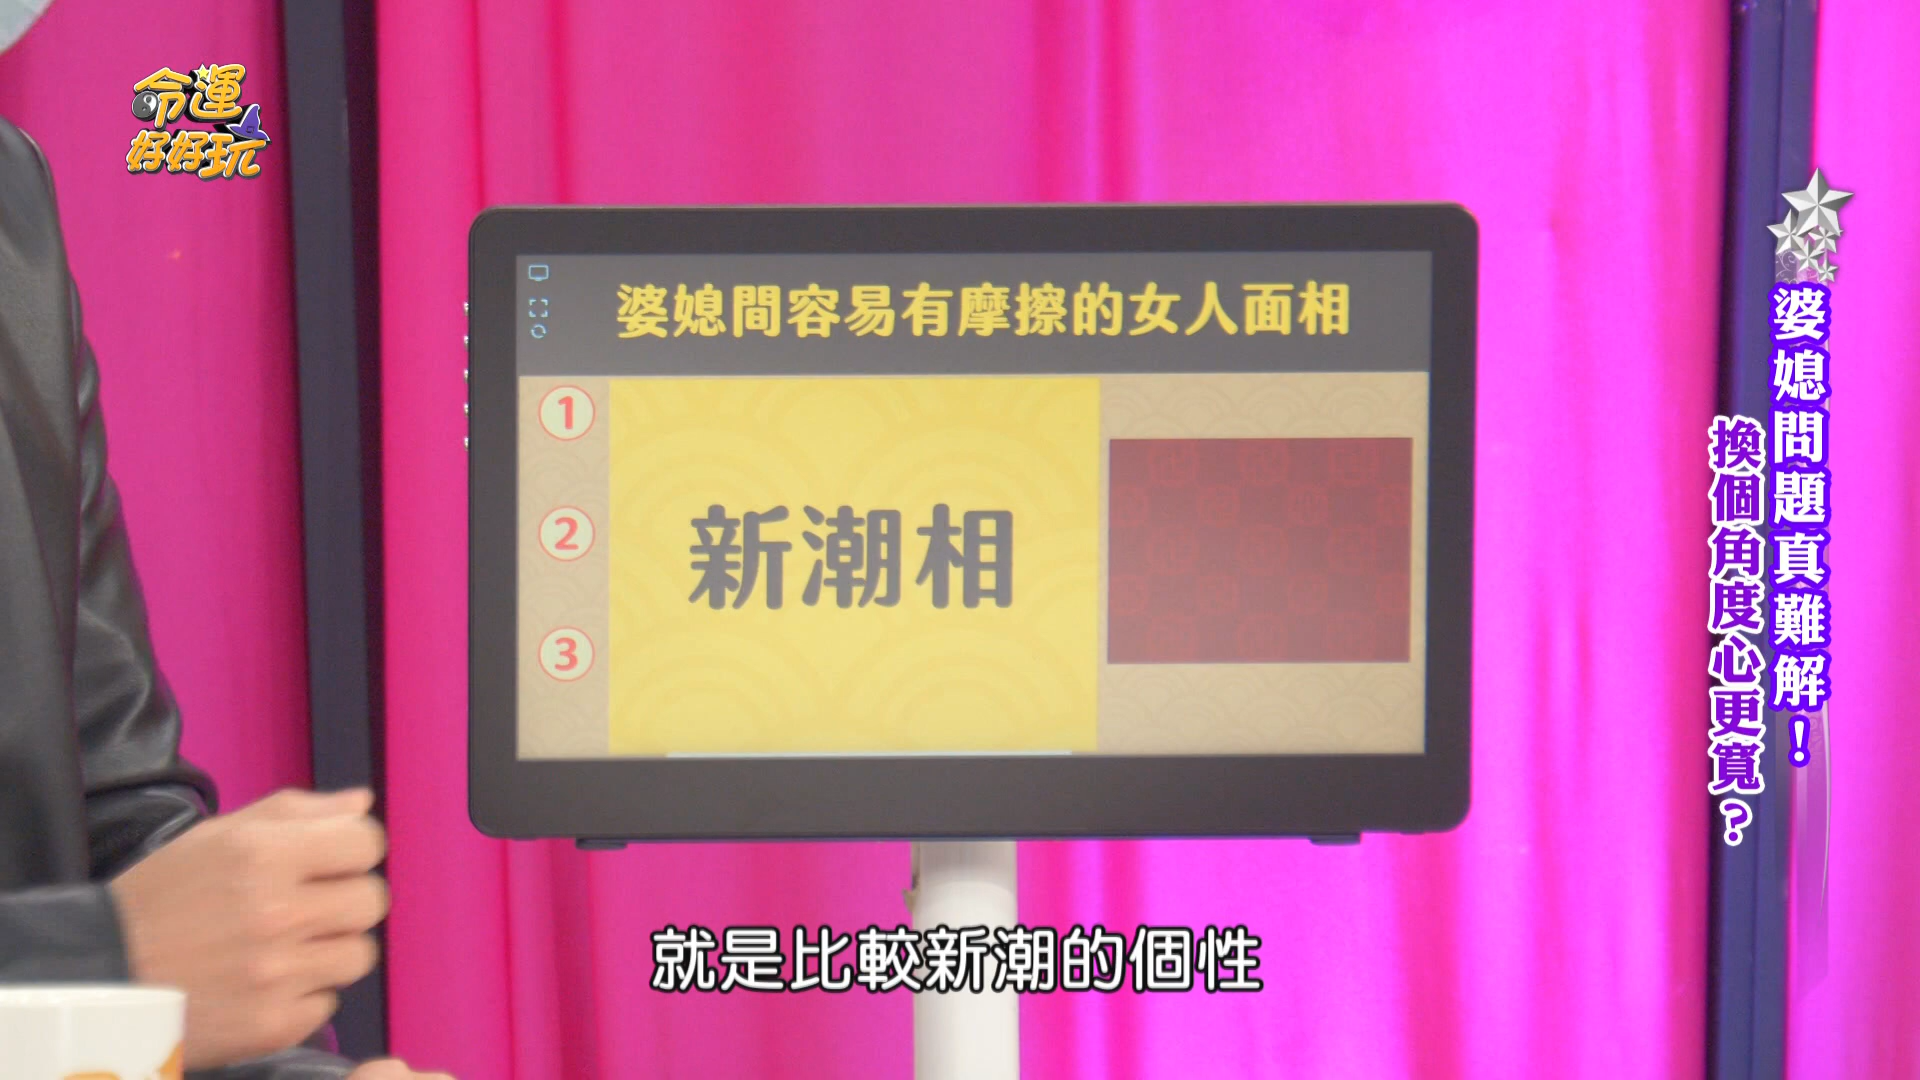 命運
好好玩
婆媳間容易有摩擦的女人面相
1
2
3
新潮相
婆媳問題真難解！
換個角度心更寬？
就是比較新潮的個性